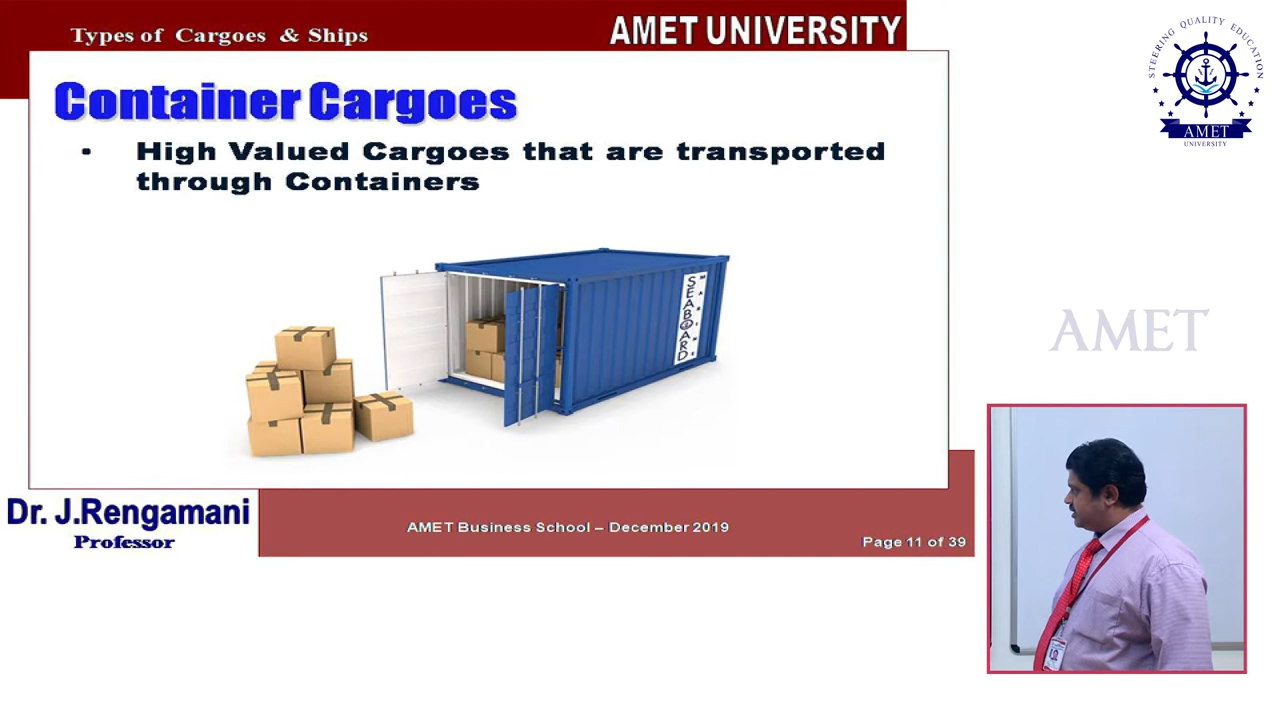 Types of Cargoes & Ships
AMET UNIVERSITY
Container Cargoes
• High Valued Cargoes that are transported
through Containers
SEABOARD
MARINE
Dr. J.Rengamani
Professor
AMET Business School – December 2019
Page 11 of 39
STEERING QUALITY EDUCATION
AMET
UNIVERSITY
AMET